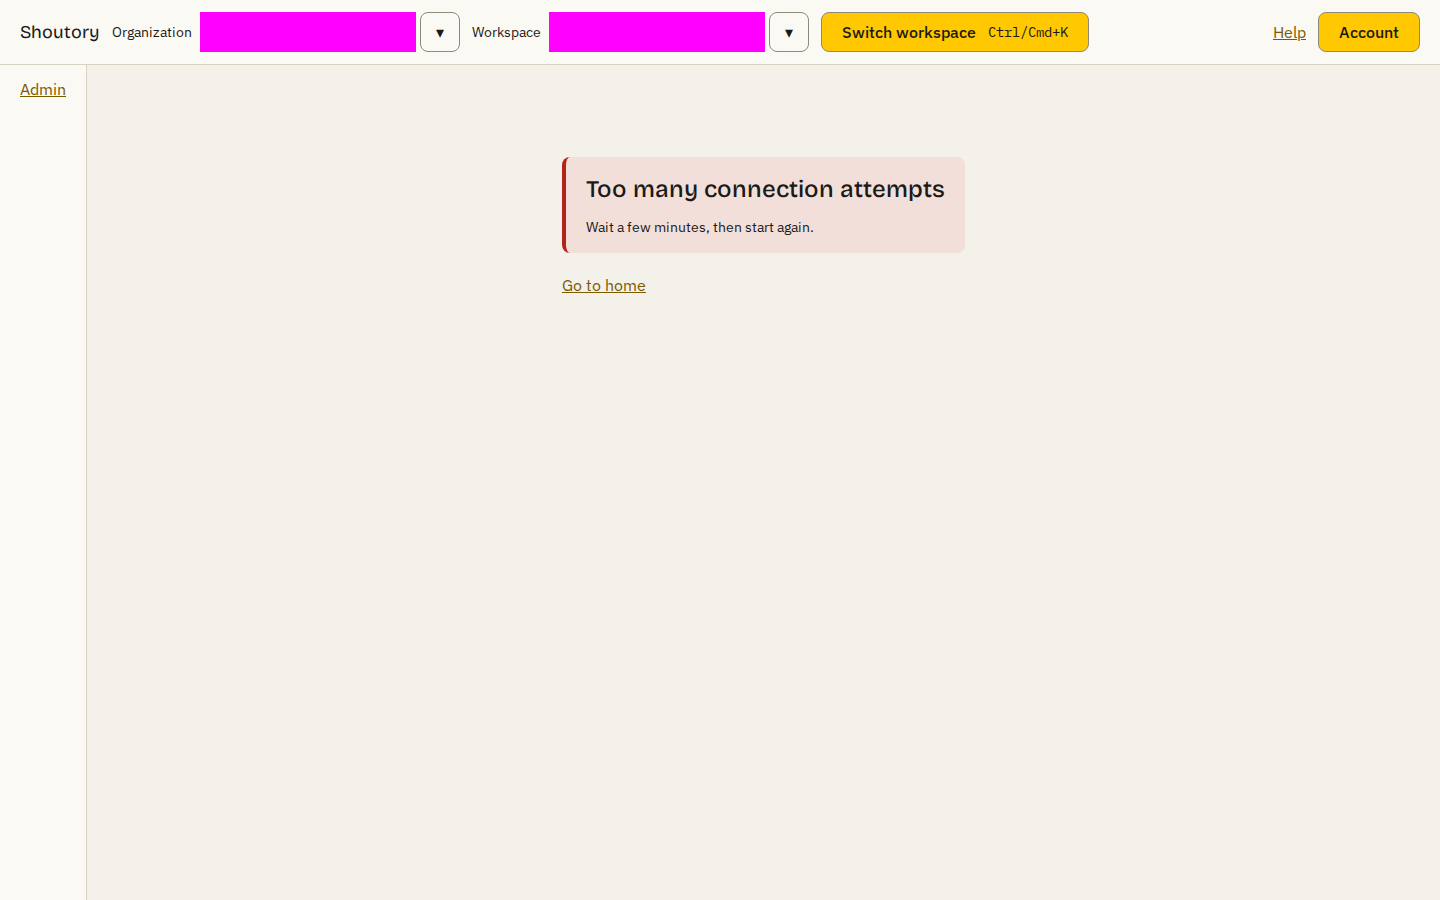 Shoutory Organization ▼ Workspace ▼ Switch workspace Ctrl/Cmd+K Help Account
Admin
Too many connection attempts
Wait a few minutes, then start again.
Go to home